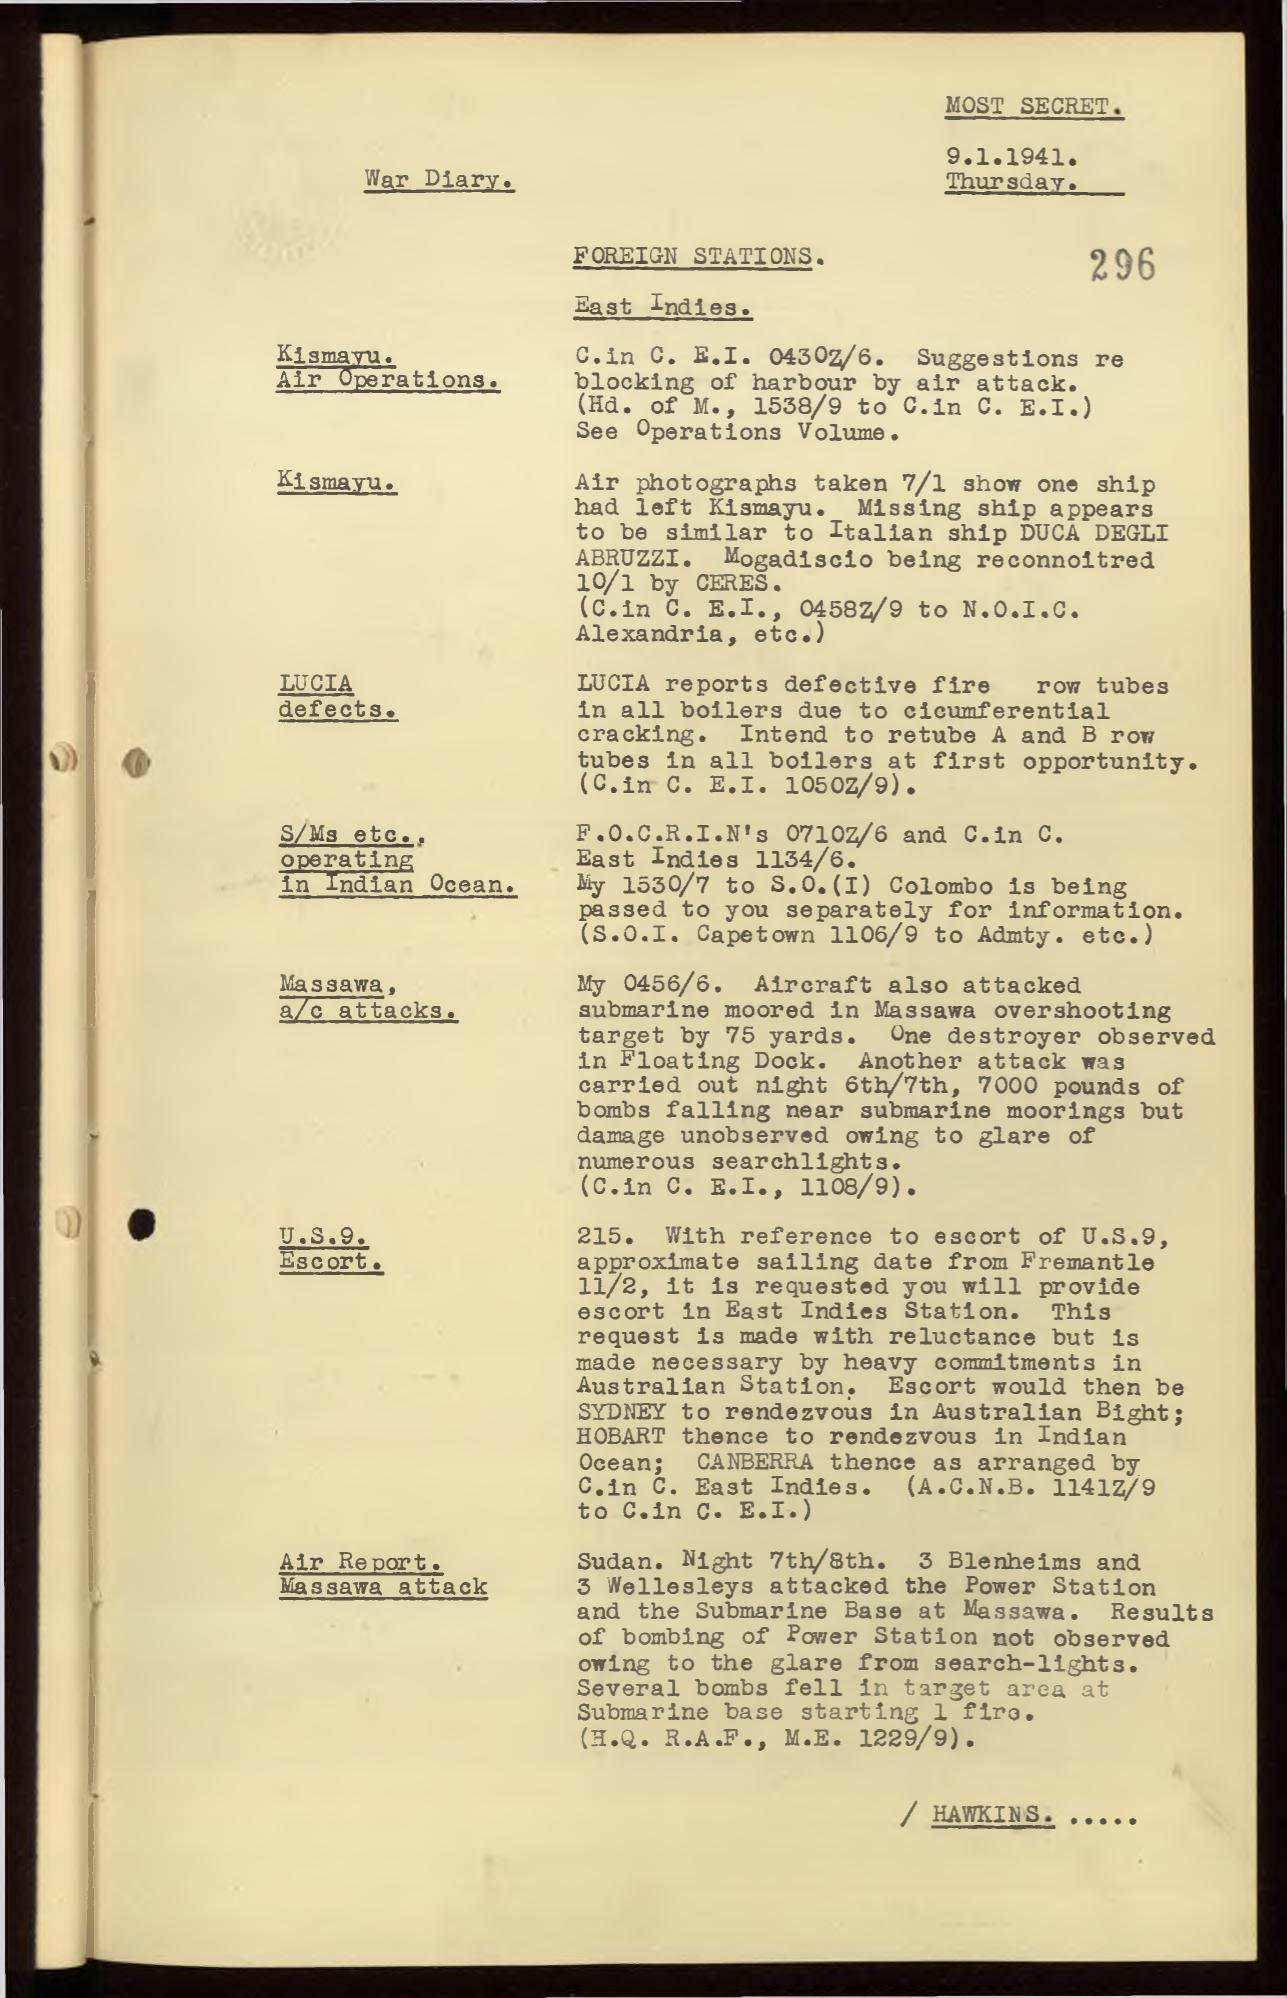 MOST SECRET.
9.1.1941.
Thursday.
War Diary.
FOREIGN STATIONS.
296
East Indies.
Kismayu.
Air Operations.
C.in C. E.I. 0430Z/6. Suggestions re
blocking of harbour by air attack.
(Hd. of M., 1538/9 to C.in C. E.I.)
See Operations Volume.
Kismayu.
Air photographs taken 7/1 show one ship
had left Kismayu. Missing ship appears
to be similar to Italian ship DUCA DEGLI
ABRUZZI. Mogadiscio being reconnoitred
10/1 by CERES.
(C.in C. E.I., 0458Z/9 to N.O.I.C.
Alexandria, etc.)
LUCIA
defects.
LUCIA reports defective fire row tubes
in all boilers due to cicumferential
cracking. Intend to retube A and B row
tubes in all boilers at first opportunity.
(C.in C. E.I. 1050Z/9).
S/Ms etc.,
operating
in Indian Ocean.
F.O.C.R.I.N's 0710Z/6 and C.in C.
East Indies 1134/6.
My 1530/7 to S.O.(I) Colombo is being
passed to you separately for information.
(S.O.I. Capetown 1106/9 to Admty. etc.)
Massawa,
a/c attacks.
My 0456/6. Aircraft also attacked
submarine moored in Massawa overshooting
target by 75 yards. One destroyer observed
in Floating Dock. Another attack was
carried out night 6th/7th, 7000 pounds of
bombs falling near submarine moorings but
damage unobserved owing to glare of
numerous searchlights.
(C.in C. E.I., 1108/9).
U.S.9.
Escort.
215. With reference to escort of U.S.9,
approximate sailing date from Fremantle
11/2, it is requested you will provide
escort in East Indies Station. This
request is made with reluctance but is
made necessary by heavy commitments in
Australian Station. Escort would then be
SYDNEY to rendezvous in Australian Bight;
HOBART thence to rendezvous in Indian
Ocean; CANBERRA thence as arranged by
C.in C. East Indies. (A.C.N.B. 1141Z/9
to C.in C. E.I.)
Air Report.
Massawa attack
Sudan. Night 7th/8th. 3 Blenheims and
3 Wellesleys attacked the Power Station
and the Submarine Base at Massawa. Results
of bombing of Power Station not observed
owing to the glare from search-lights.
Several bombs fell in target area at
Submarine base starting 1 fire.
(H.Q. R.A.F., M.E. 1229/9).
/ HAWKINS. .....